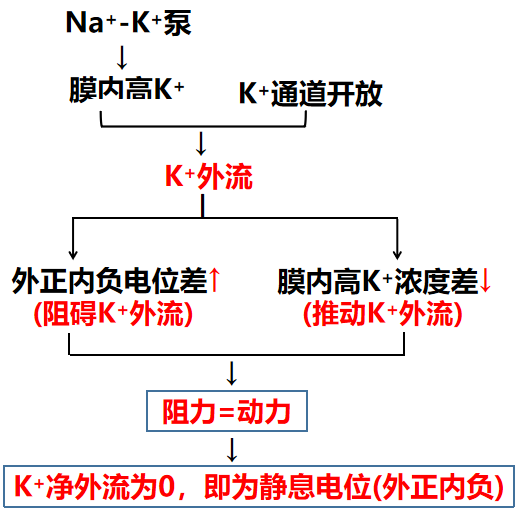 Na⁺-K⁺泵
↓
膜内高K⁺ K⁺通道开放
↓
K⁺外流
外正内负电位差↑ 膜内高K⁺浓度差↓
(阻碍K⁺外流) (推动K⁺外流)
↓
阻力=动力
↓
K⁺净外流为0，即为静息电位(外正内负)